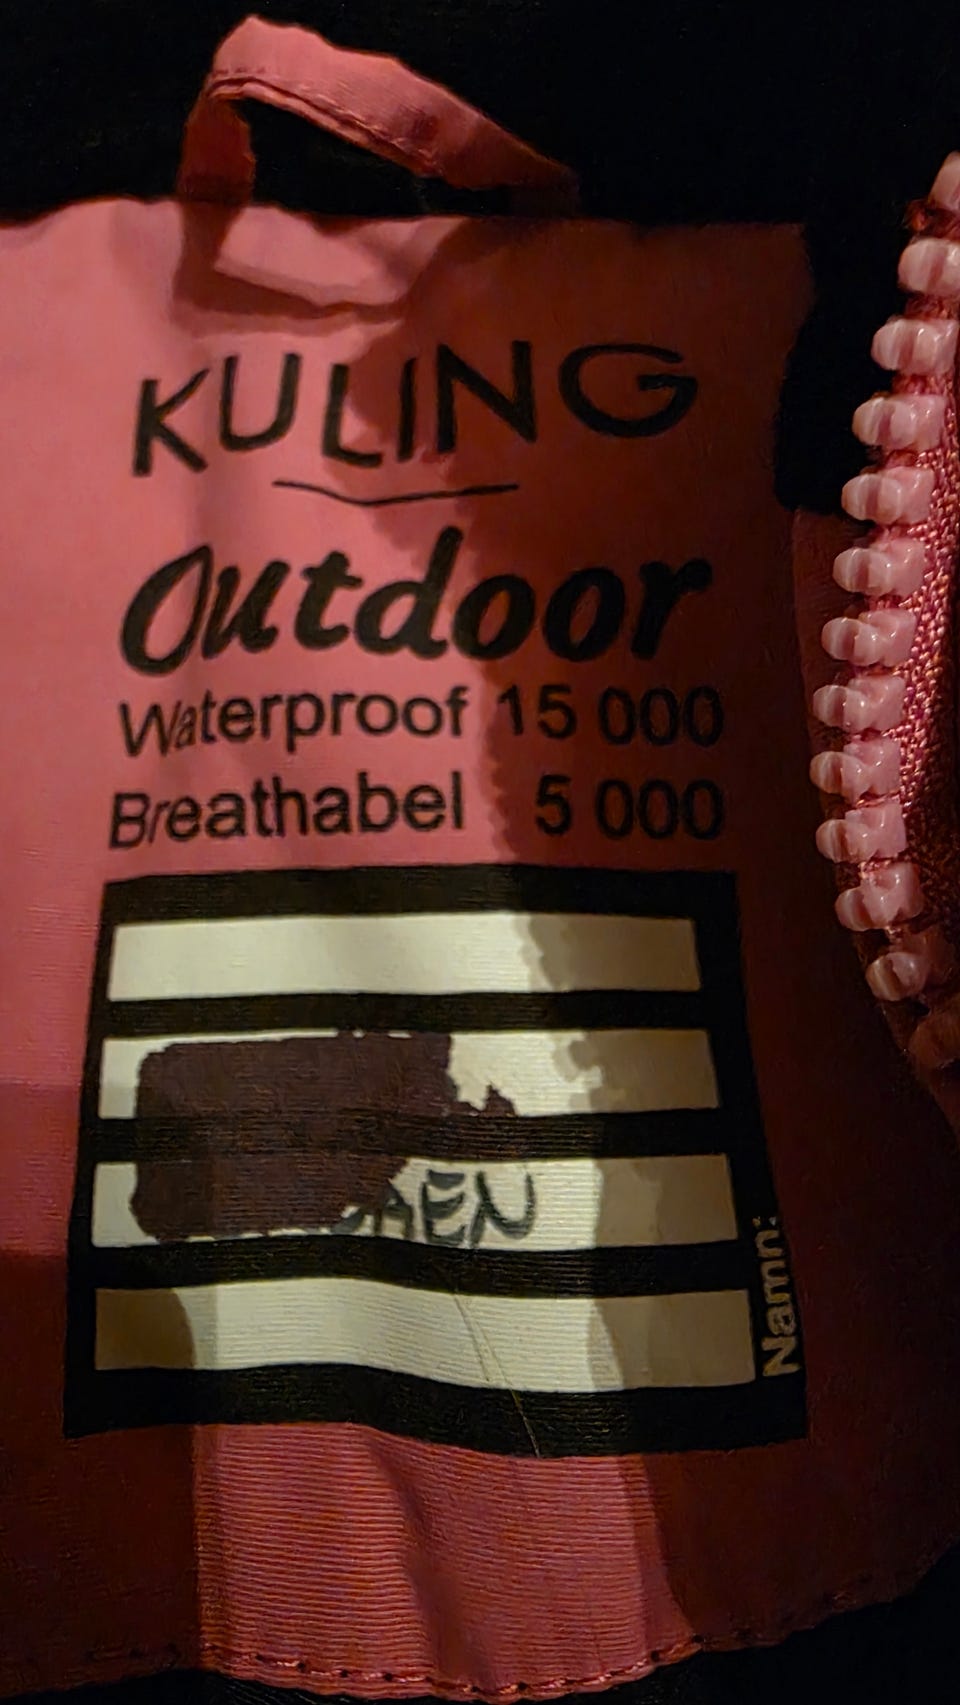 KULING
Outdoor
Waterproof 15 000
Breathabel 5 000
Namn: